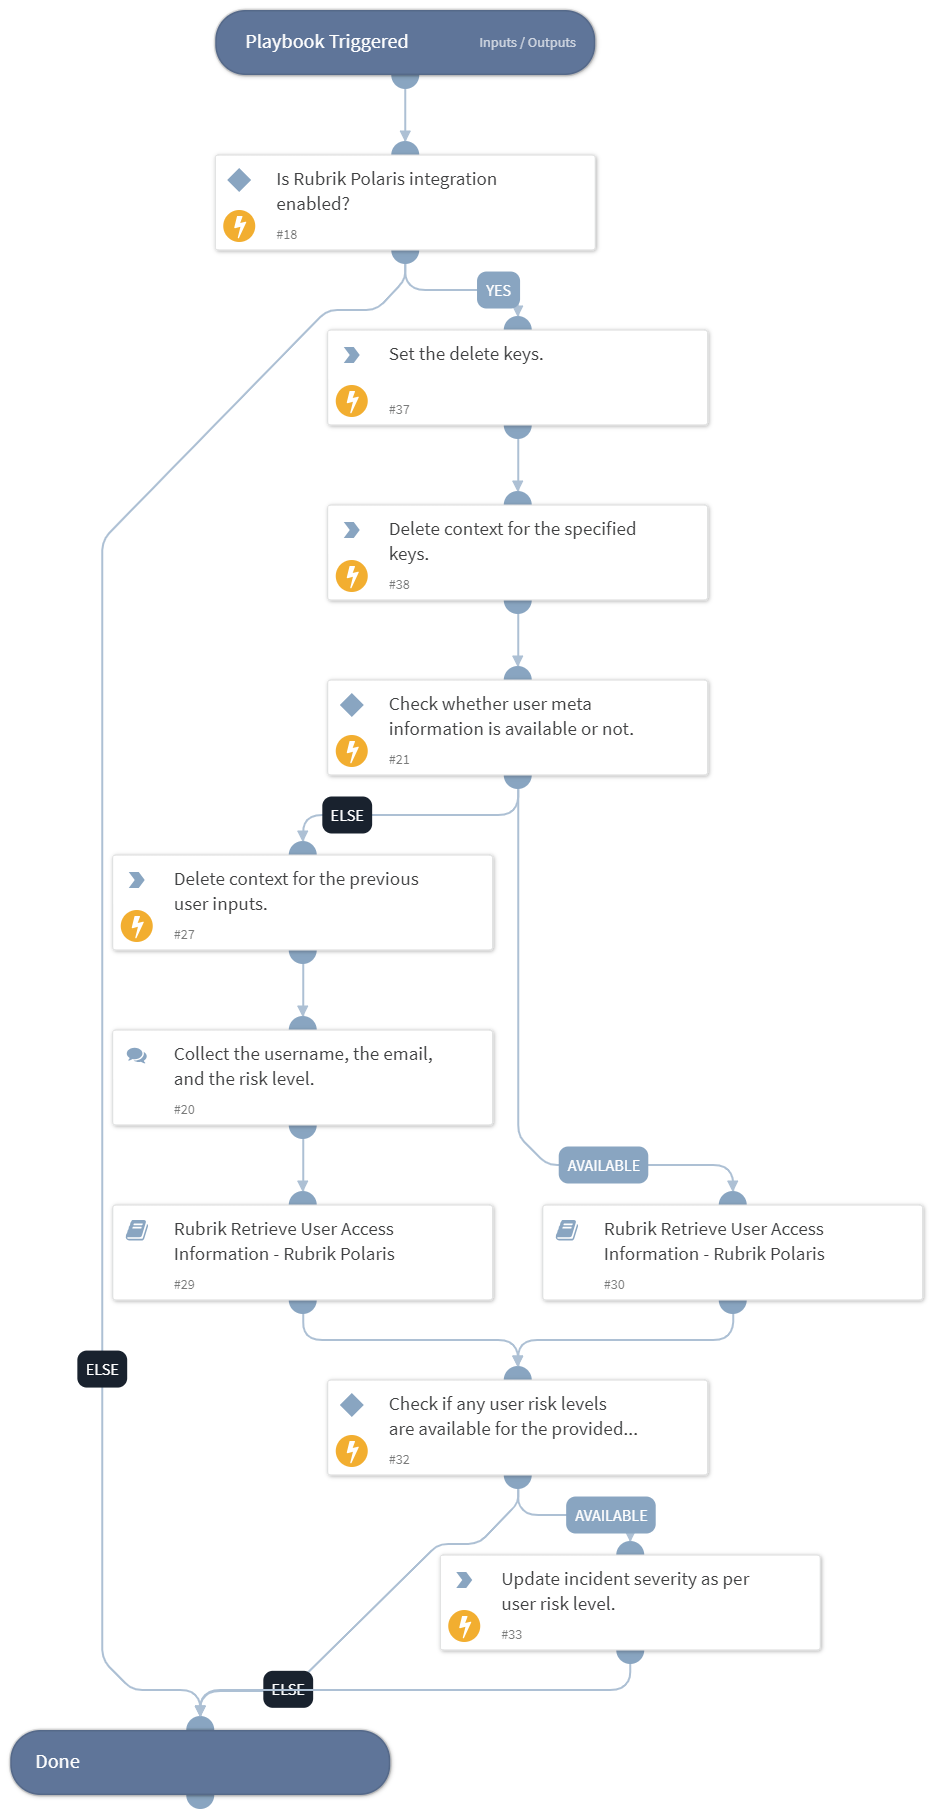 Playbook Triggered
Inputs / Outputs
Is Rubrik Polaris integration
enabled?
#18
YES
Set the delete keys.
#37
Delete context for the specified
keys.
#38
Check whether user meta
information is available or not.
#21
ELSE
Delete context for the previous
user inputs.
#27
Collect the username, the email,
and the risk level.
#20
AVAILABLE
Rubrik Retrieve User Access
Information - Rubrik Polaris
#29
Rubrik Retrieve User Access
Information - Rubrik Polaris
#30
ELSE
Check if any user risk levels
are available for the provided...
#32
AVAILABLE
Update incident severity as per
user risk level.
#33
ELSE
Done